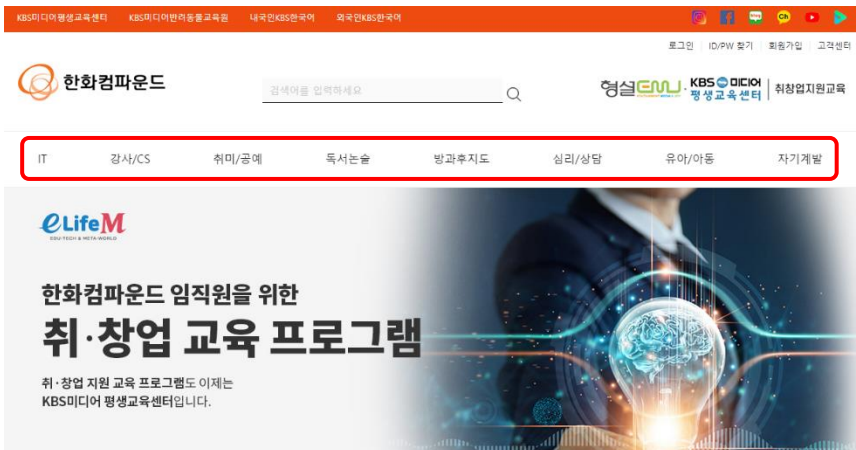 KBS미디어평생교육센터 KBS미디어반려동물교육원 내국인KBS한국어 외국인KBS한국어
로그인 ID/PW 찾기 회원가입 고객센터
한화컴파운드 검색어를 입력하세요 형설EMJ · KBS 미디어 평생교육센터 취창업지원교육
IT 강사/CS 취미/공예 독서논술 방과후지도 심리/상담 유아/아동 자기계발
eLifeM
EDU-TECH & META-WORLD
한화컴파운드 임직원을 위한
취·창업 교육 프로그램
취·창업 지원 교육 프로그램도 이제는
KBS미디어 평생교육센터입니다.